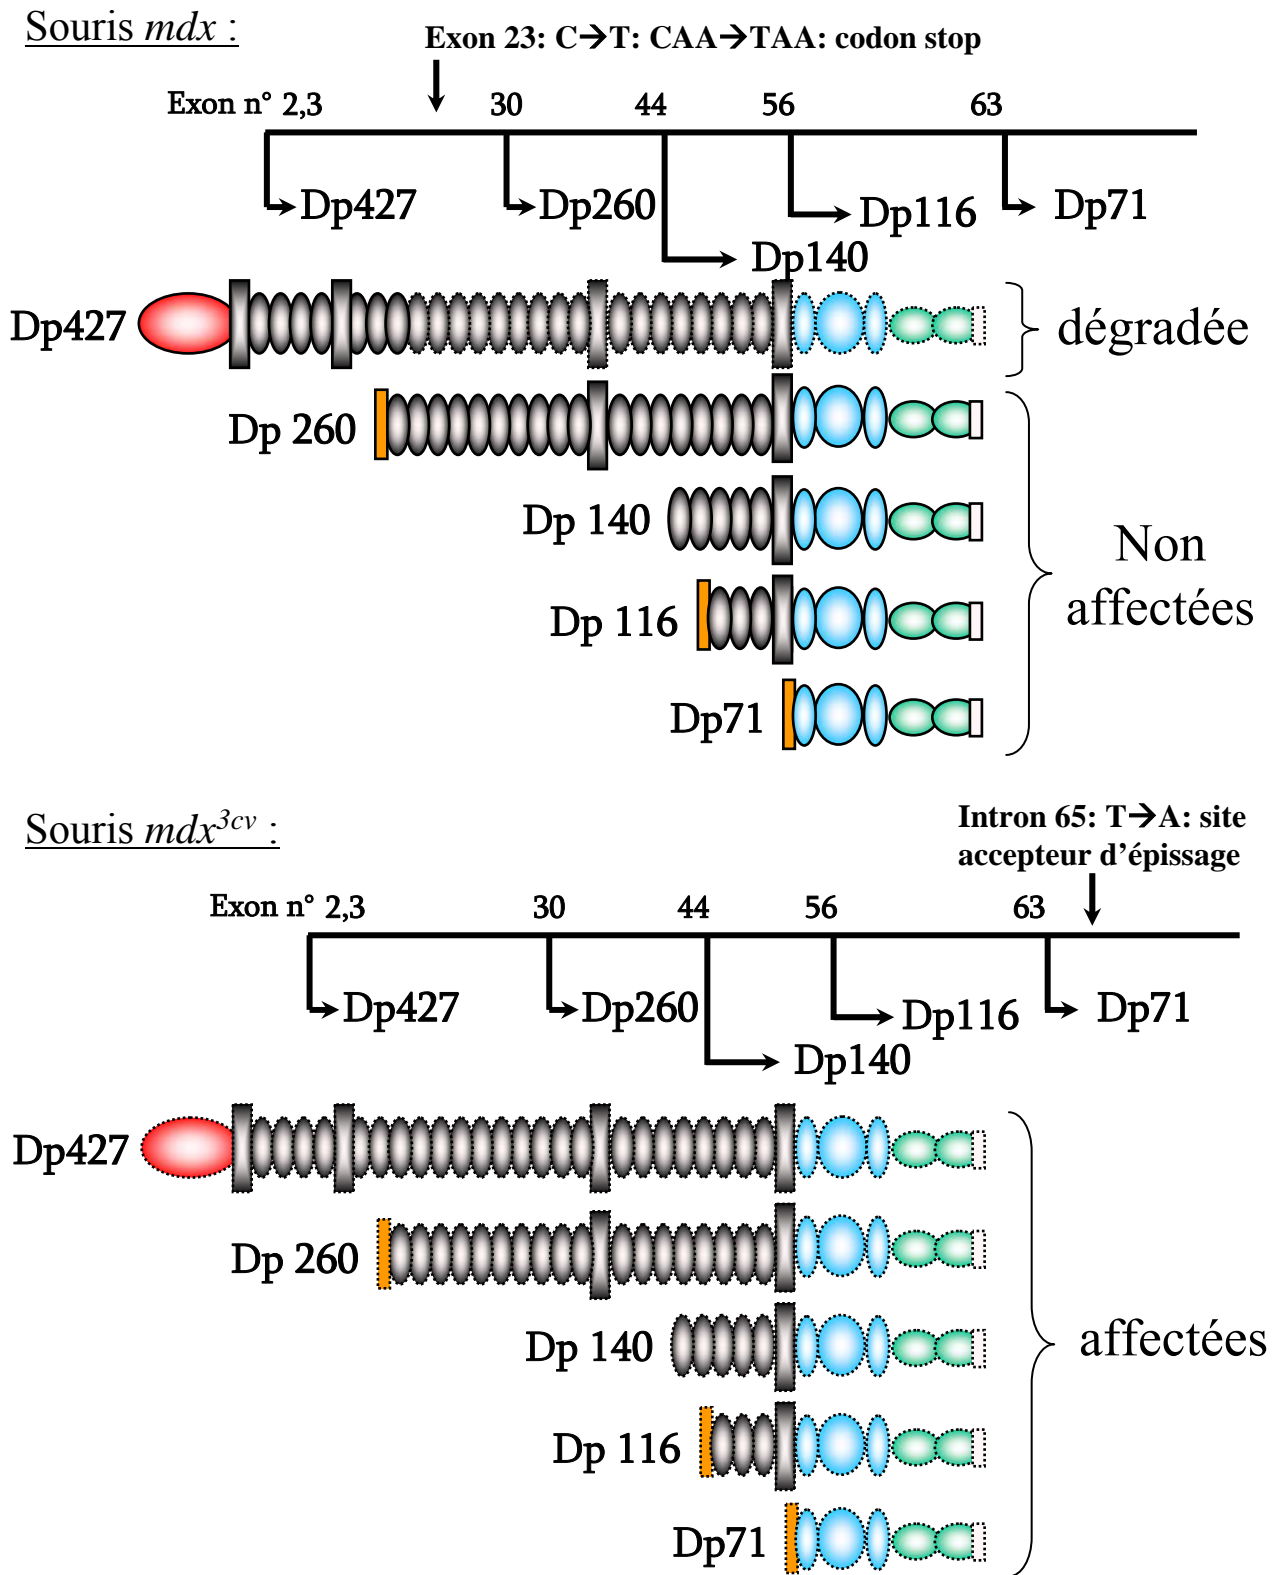 Souris mdx :
Exon 23: C→T: CAA→TAA: codon stop
Exon n° 2,3 30 44 56 63
Dp427 Dp260 Dp116 Dp71
Dp140
Dp427 dégradée
Dp 260
Dp 140 Non
affectées
Dp 116
Dp71
Souris mdx3cv :
Intron 65: T→A: site
accepteur d'épissage
Exon n° 2,3 30 44 56 63
Dp427 Dp260 Dp116 Dp71
Dp140
Dp427
Dp 260
Dp 140 affectées
Dp 116
Dp71